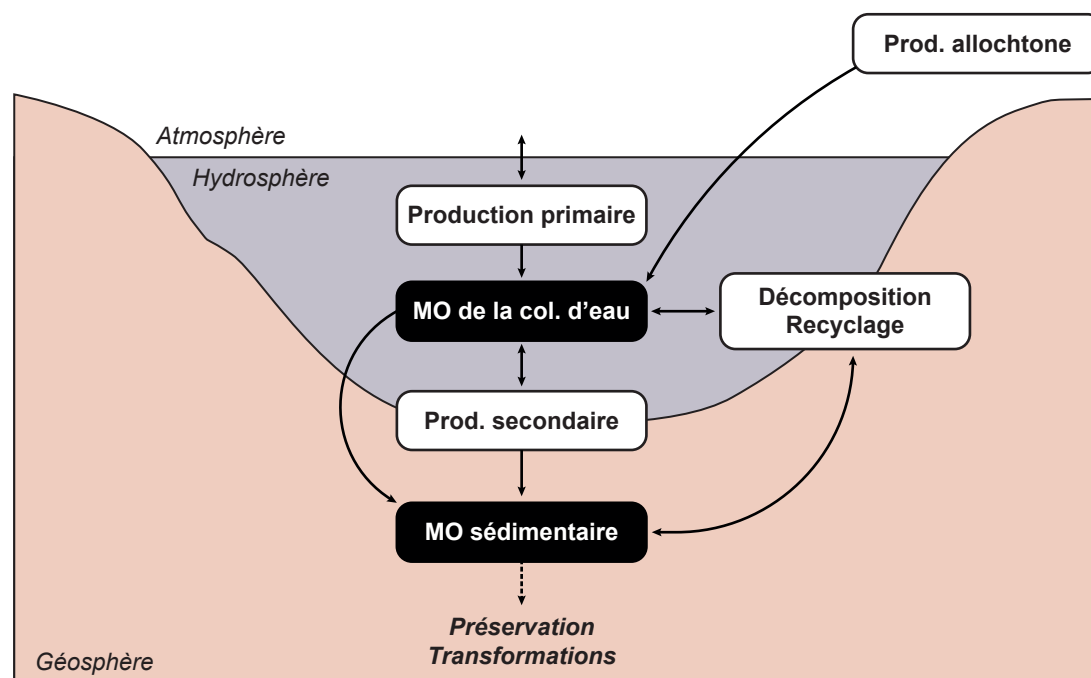 Prod. allochtone
Atmosphère
Hydrosphère
Production primaire
MO de la col. d'eau
Décomposition
Recyclage
Prod. secondaire
MO sédimentaire
Préservation
Transformations
Géosphère